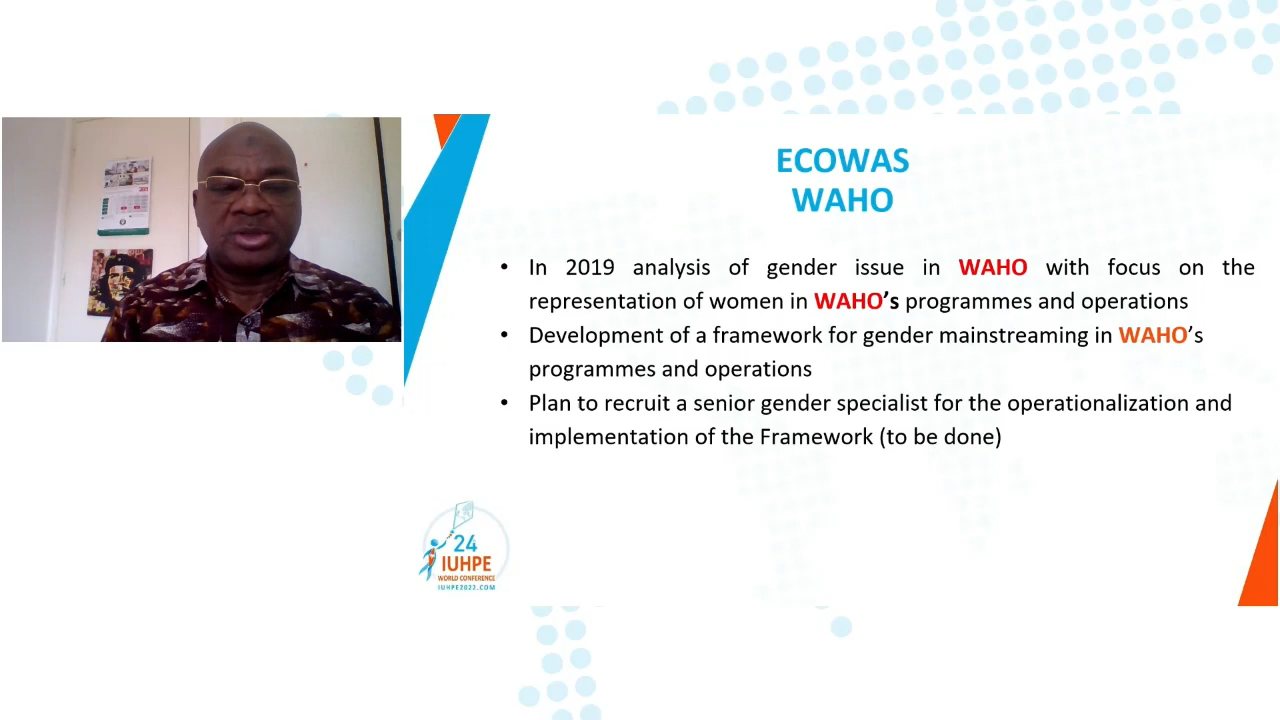 ECOWAS
WAHO
• In 2019 analysis of gender issue in WAHO with focus on the
representation of women in WAHO's programmes and operations
• Development of a framework for gender mainstreaming in WAHO's
programmes and operations
• Plan to recruit a senior gender specialist for the operationalization and
implementation of the Framework (to be done)
24
IUHPE
WORLD CONFERENCE
IUHPE2022.COM